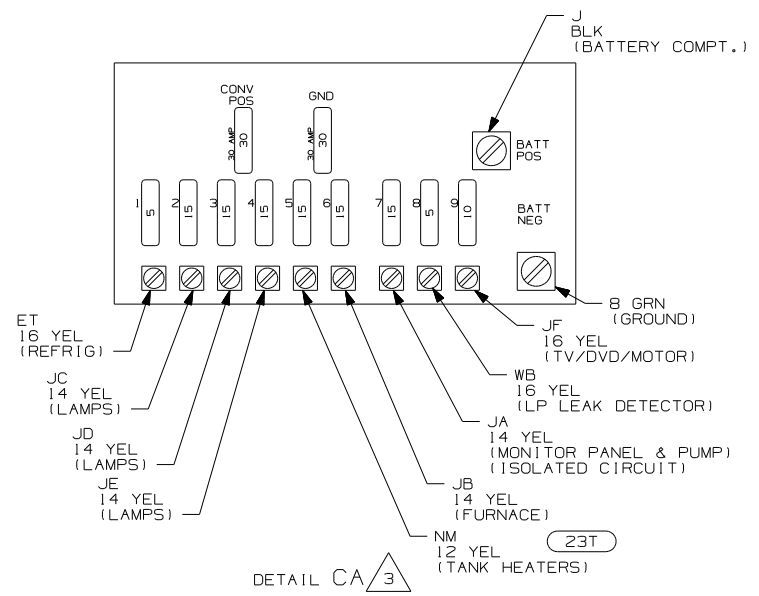 J
BLK
(BATTERY COMPT.)
CONV
POS
GND
30 AMP
30
30 AMP
30
BATT
POS
1
5
2
15
3
15
4
15
5
15
6
15
7
15
8
5
9
10
BATT
NEG
8 GRN
(GROUND)
ET
16 YEL
(REFRIG)
JF
16 YEL
(TV/DVD/MOTOR)
JC
14 YEL
(LAMPS)
WB
16 YEL
(LP LEAK DETECTOR)
JD
14 YEL
(LAMPS)
JA
14 YEL
(MONITOR PANEL & PUMP)
(ISOLATED CIRCUIT)
JE
14 YEL
(LAMPS)
JB
14 YEL
(FURNACE)
NM
12 YEL
(TANK HEATERS)
23T
DETAIL CA 3